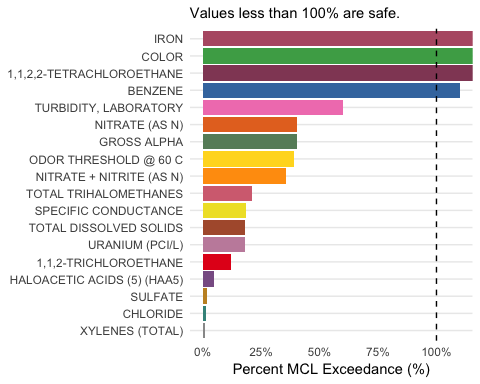 Values less than 100% are safe.
IRON
COLOR
1,1,2,2-TETRACHLOROETHANE
BENZENE
TURBIDITY, LABORATORY
NITRATE (AS N)
GROSS ALPHA
ODOR THRESHOLD @ 60 C
NITRATE + NITRITE (AS N)
TOTAL TRIHALOMETHANES
SPECIFIC CONDUCTANCE
TOTAL DISSOLVED SOLIDS
URANIUM (PCI/L)
1,1,2-TRICHLOROETHANE
HALOACETIC ACIDS (5) (HAA5)
SULFATE
CHLORIDE
XYLENES (TOTAL)
0% 25% 50% 75% 100%
Percent MCL Exceedance (%)